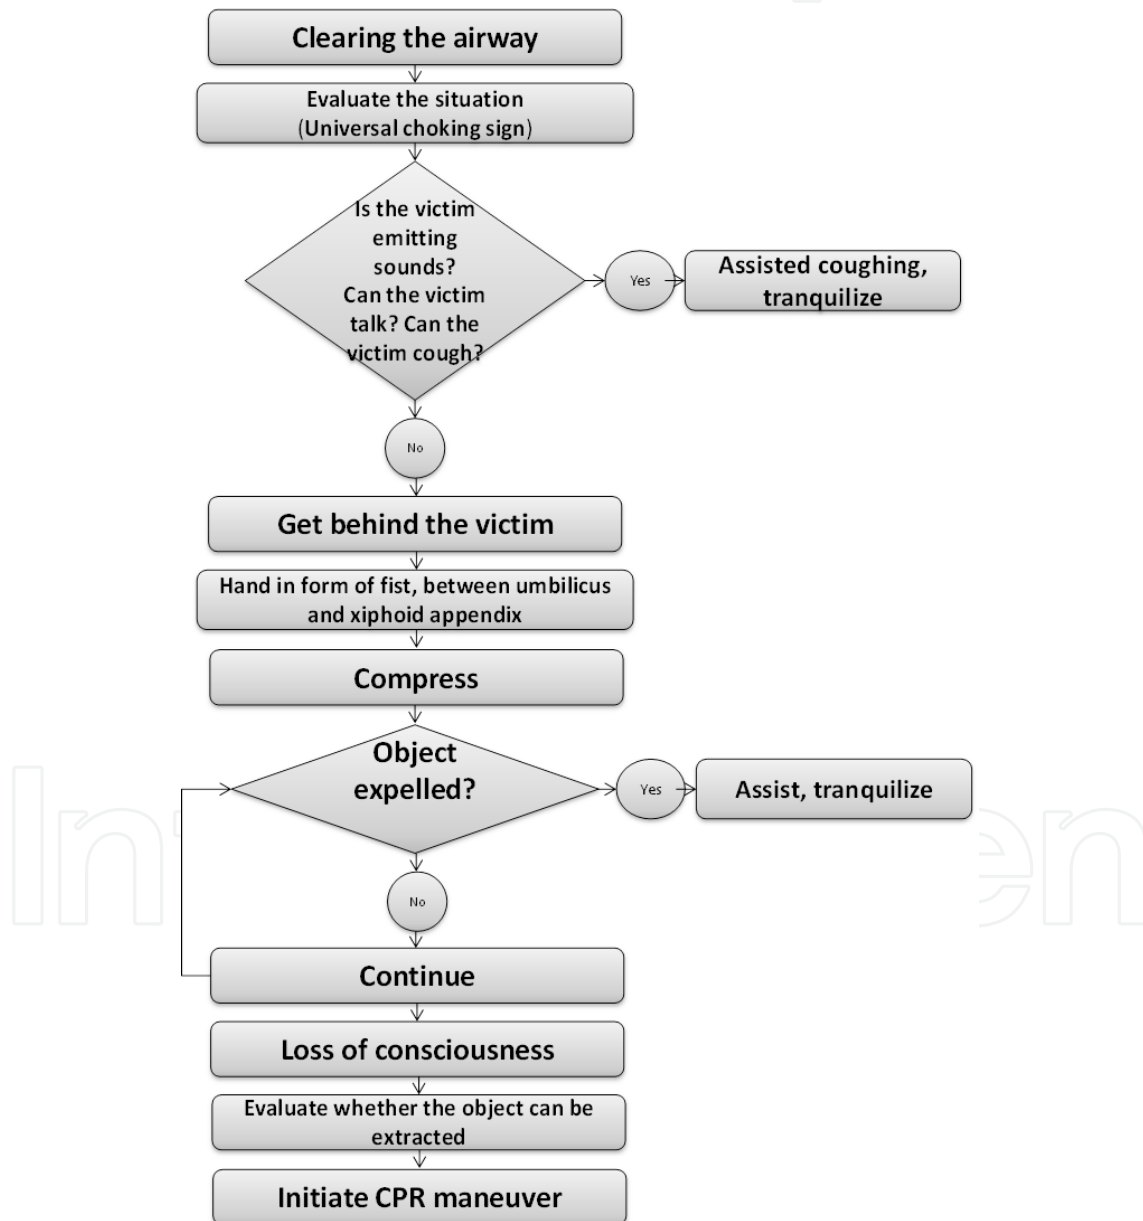 Clearing the airway
Evaluate the situation
(Universal choking sign)
Is the victim
emitting
sounds?
Can the victim
talk? Can the
victim cough?
Yes
Assisted coughing,
tranquilize
No
Get behind the victim
Hand in form of fist, between umbilicus
and xiphoid appendix
Compress
Object
expelled?
Yes
Assist, tranquilize
No
Continue
Loss of consciousness
Evaluate whether the object can be
extracted
Initiate CPR maneuver